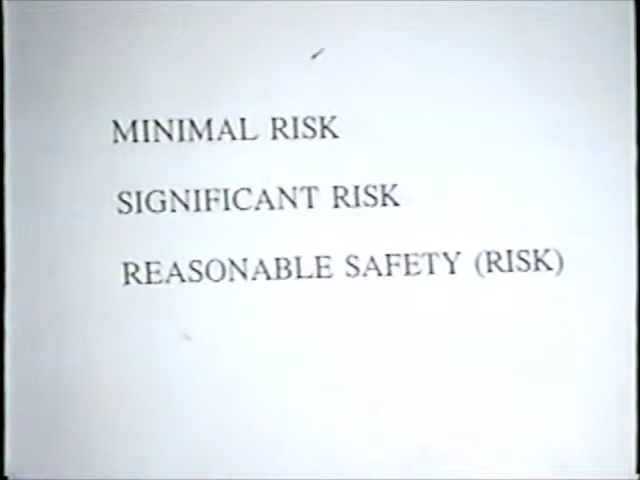 MINIMAL RISK
SIGNIFICANT RISK
REASONABLE SAFETY (RISK)